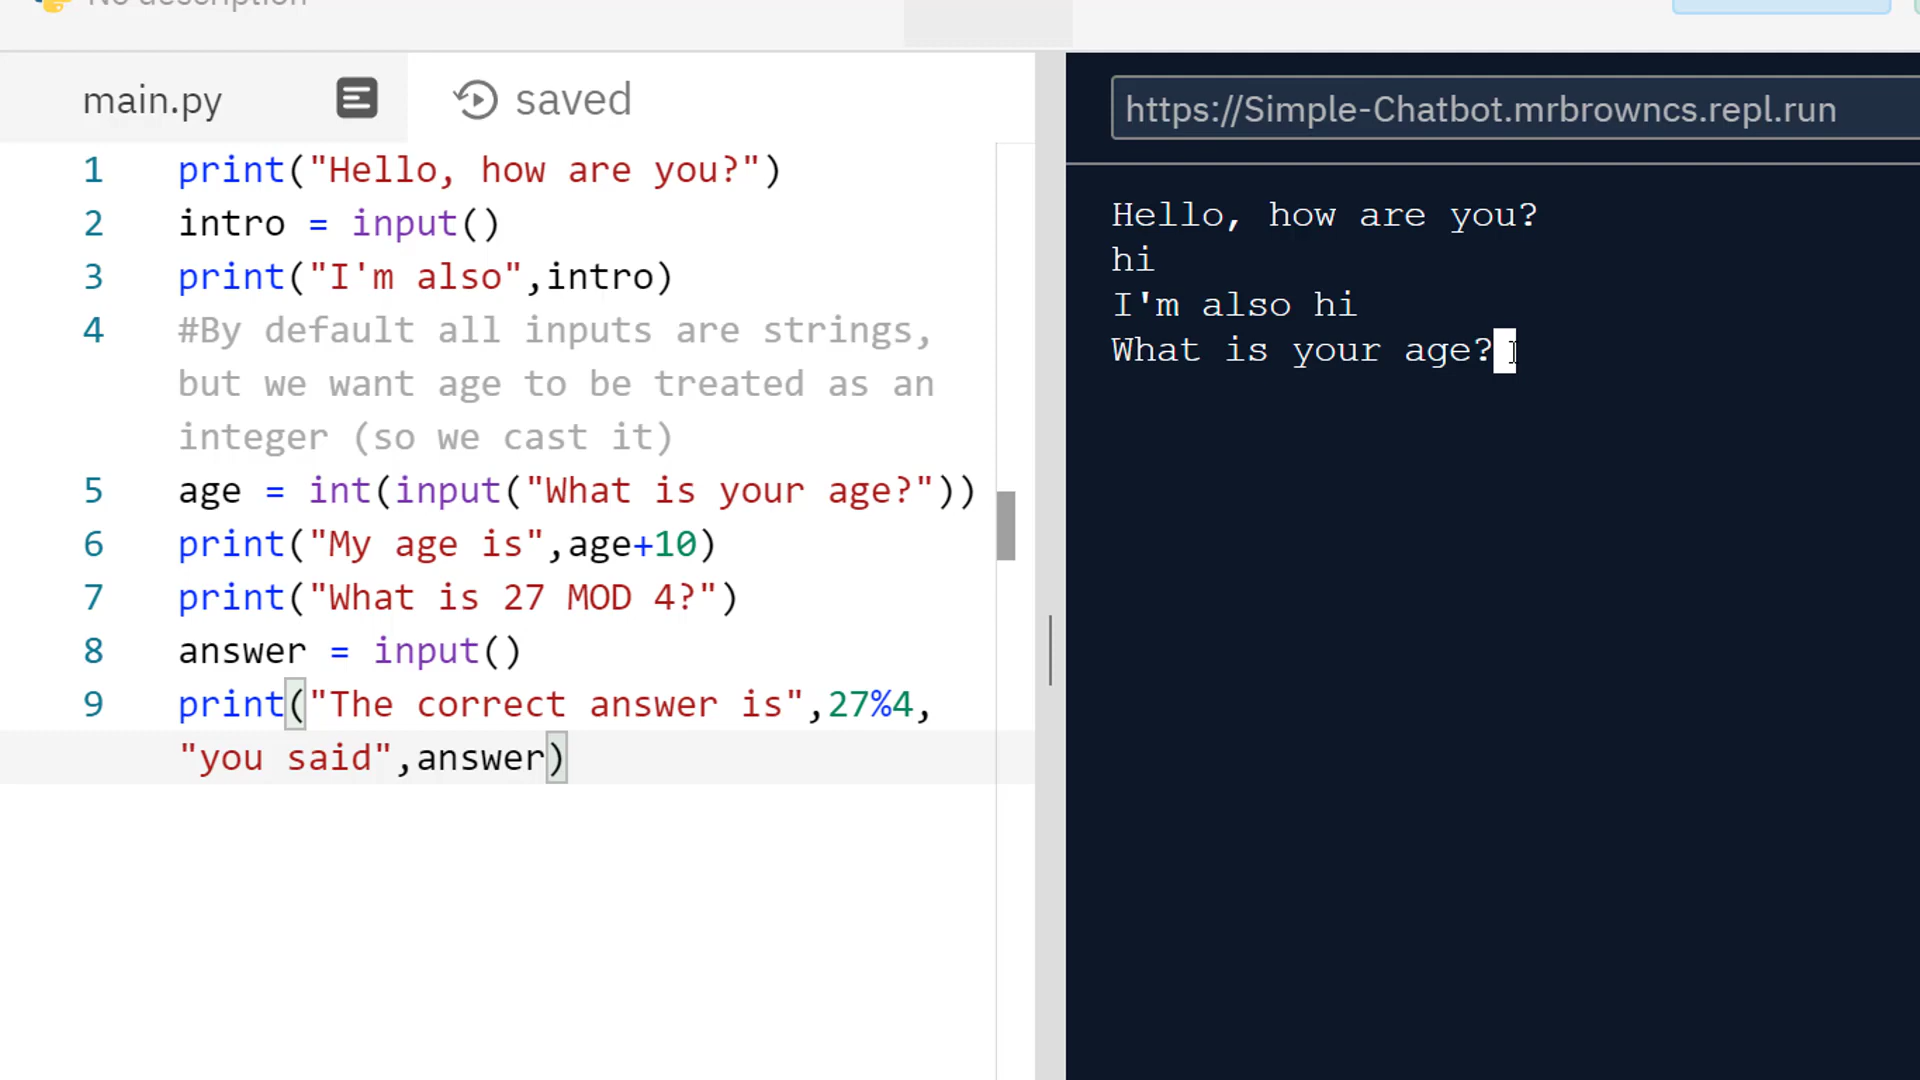 No description
main.py
saved
1 print("Hello, how are you?")
2 intro = input()
3 print("I'm also",intro)
4 #By default all inputs are strings,
but we want age to be treated as an
integer (so we cast it)
5 age = int(input("What is your age?"))
6 print("My age is",age+10)
7 print("What is 27 MOD 4?")
8 answer = input()
9 print("The correct answer is",27%4,
"you said",answer)
https://Simple-Chatbot.mrbrowncs.repl.run
Hello, how are you?
hi
I'm also hi
What is your age?